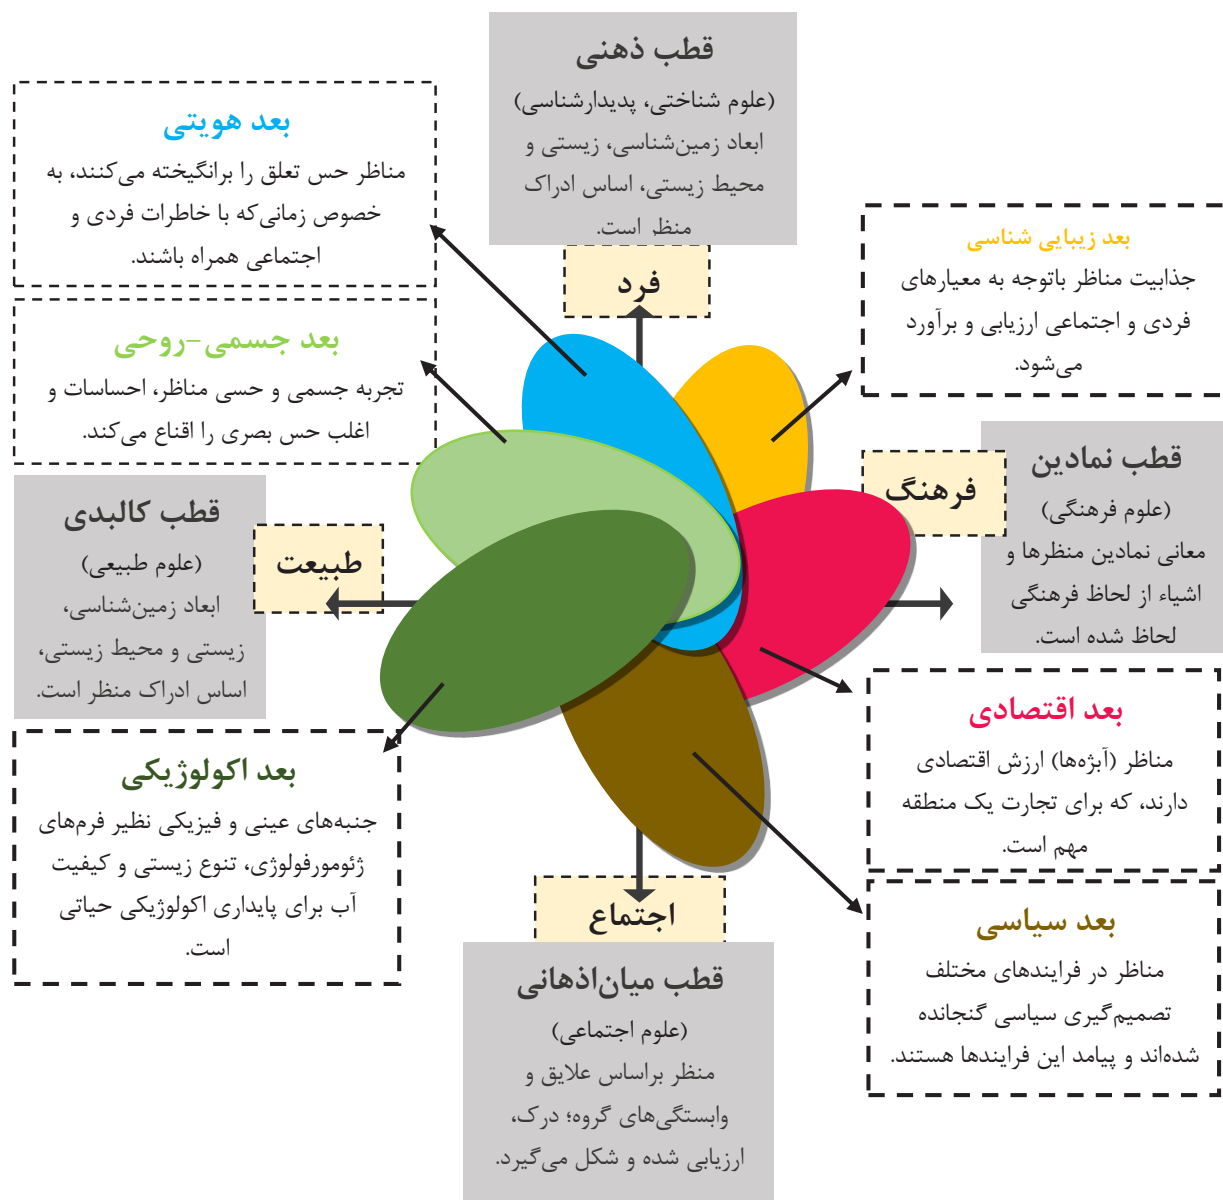 قطب ذهنی
(علوم شناختی، پدیدارشناسی)
ابعاد زمین‌شناسی، زیستی و
محیط زیستی، اساس ادراک
منظر است.
فرد
بعد هویتی
مناظر حس تعلق را برانگیخته می‌کنند، به
خصوص زمانی‌که با خاطرات فردی و
اجتماعی همراه باشند.
بعد زیبایی شناسی
جذابیت مناظر باتوجه به معیارهای
فردی و اجتماعی ارزیابی و برآورد
می‌شود.
بعد جسمی-روحی
تجربه جسمی و حسی مناظر، احساسات و
اغلب حس بصری را اقناع می‌کند.
قطب نمادین
(علوم فرهنگی)
معانی نمادین منظرها و
اشیاء از لحاظ فرهنگی
لحاظ شده است.
فرهنگ
قطب کالبدی
(علوم طبیعی)
ابعاد زمین‌شناسی،
زیستی و محیط زیستی،
اساس ادراک منظر است.
طبیعت
بعد اقتصادی
مناظر (آبژه‌ها) ارزش اقتصادی
دارند، که برای تجارت یک منطقه
مهم است.
بعد اکولوژیکی
جنبه‌های عینی و فیزیکی نظیر فرم‌های
ژئومورفولوژی، تنوع زیستی و کیفیت
آب برای پایداری اکولوژیکی حیاتی
است.
بعد سیاسی
مناظر در فرایندهای مختلف
تصمیم‌گیری سیاسی گنجانده
شده‌اند و پیامد این فرایندها هستند.
اجتماع
قطب میان‌اذهانی
(علوم اجتماعی)
منظر براساس علایق و
وابستگی‌های گروه؛ درک،
ارزیابی شده و شکل می‌گیرد.